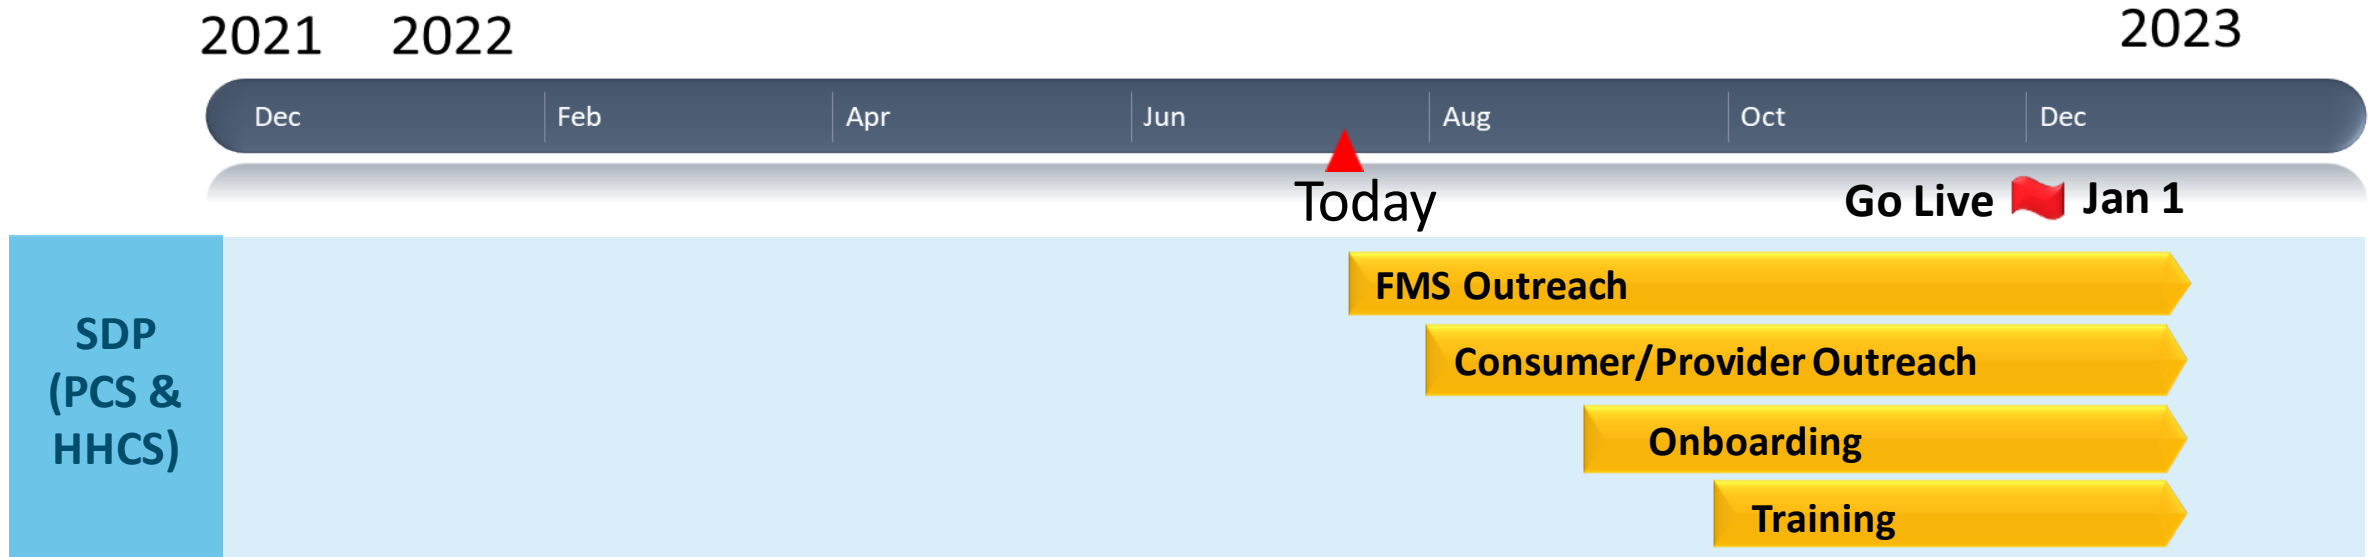 2021 2022 2023
Dec Feb Apr Jun Aug Oct Dec
Today
Go Live Jan 1
SDP
(PCS &
HHCS)
FMS Outreach
Consumer/Provider Outreach
Onboarding
Training